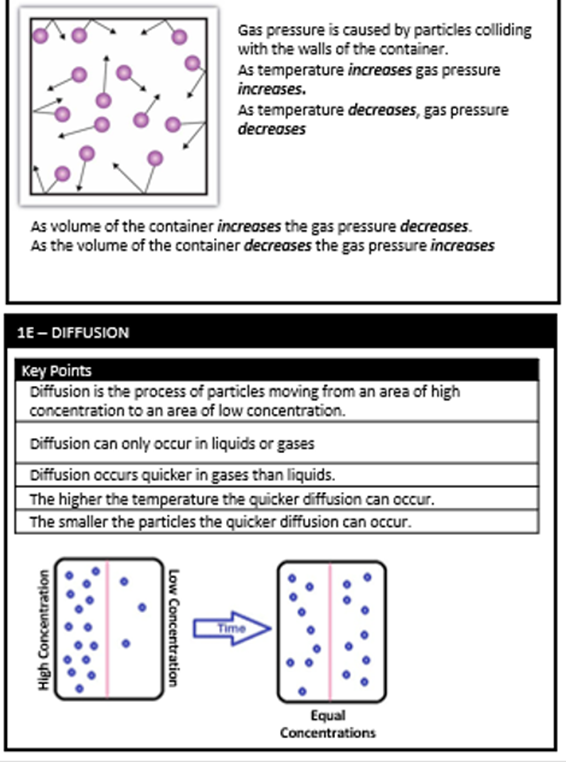 Gas pressure is caused by particles colliding
with the walls of the container.
As temperature increases gas pressure
increases.
As temperature decreases, gas pressure
decreases
As volume of the container increases the gas pressure decreases.
As the volume of the container decreases the gas pressure increases
1E – DIFFUSION
Key Points
Diffusion is the process of particles moving from an area of high
concentration to an area of low concentration.
Diffusion can only occur in liquids or gases
Diffusion occurs quicker in gases than liquids.
The higher the temperature the quicker diffusion can occur.
The smaller the particles the quicker diffusion can occur.
High Concentration
Low Concentration
Time
Equal
Concentrations